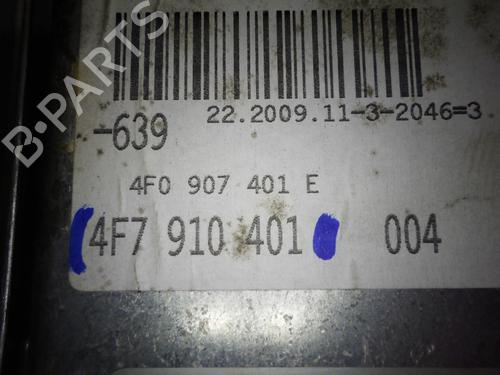 B-PARTS
22.2009.11-3-2046=3
-639
4F0 907 401 E
4F7 910 401 004